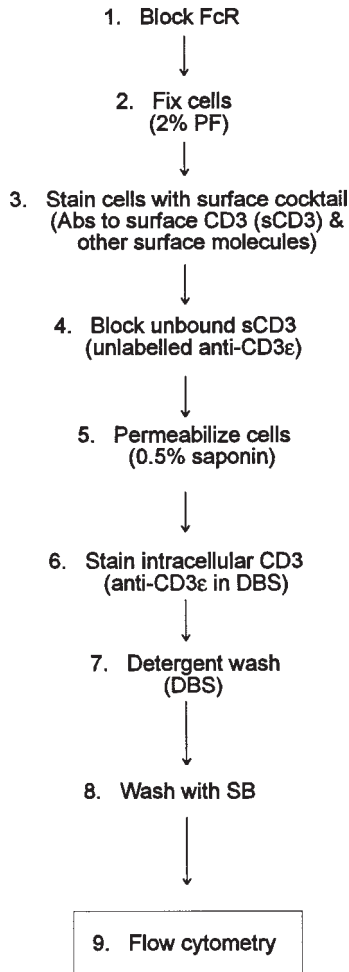 1. Block FcR
2. Fix cells
(2% PF)
3. Stain cells with surface cocktail
(Abs to surface CD3 (sCD3) &
other surface molecules)
4. Block unbound sCD3
(unlabelled anti-CD3ε)
5. Permeabilize cells
(0.5% saponin)
6. Stain intracellular CD3
(anti-CD3ε in DBS)
7. Detergent wash
(DBS)
8. Wash with SB
9. Flow cytometry